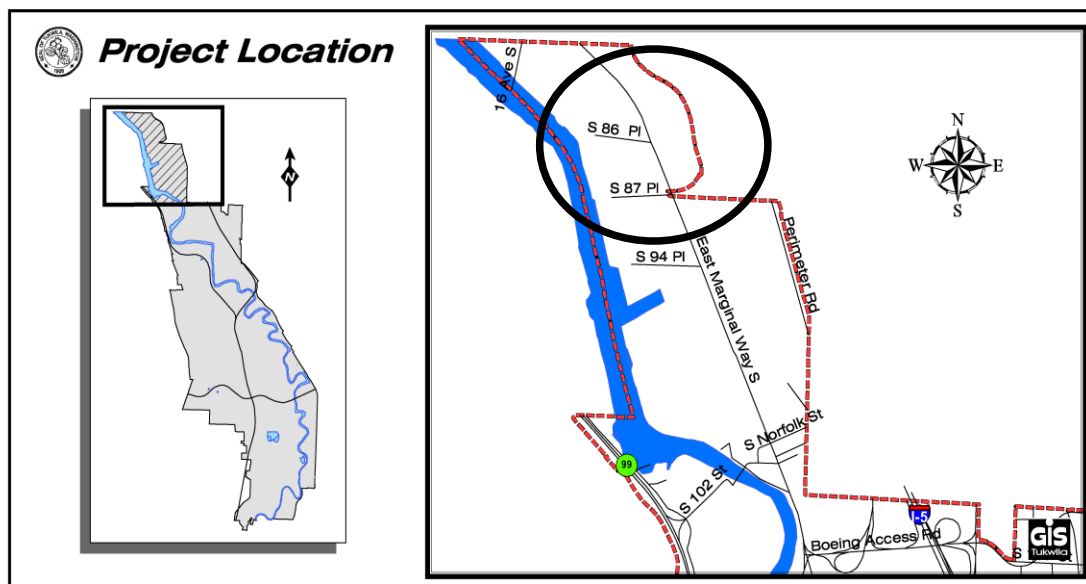 Project Location
N
16 Ave S
S 86 Pl
S 87 Pl
S 94 Pl
East Marginal Way S
Perimeter Rd
N
W
E
S
S Norfolk St
99
S 102 St
I-5
Boeing Access Rd
GIS
Tukwila